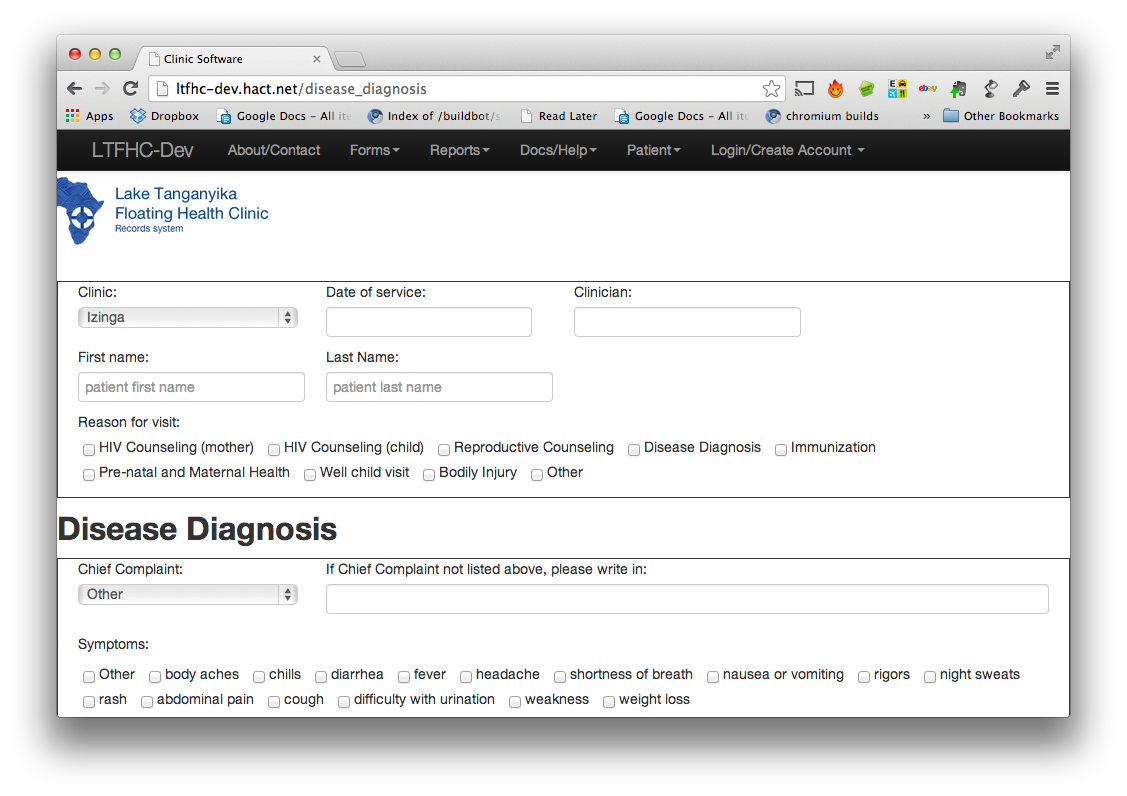 Clinic Software
ltfhc-dev.hact.net/disease_diagnosis
Apps Dropbox Google Docs - All ite Index of /buildbot/s Read Later Google Docs - All ite chromium builds » Other Bookmarks
LTFHC-Dev About/Contact Forms Reports Docs/Help Patient Login/Create Account
Lake Tanganyika
Floating Health Clinic
Records system
Clinic: Date of service: Clinician:
Izinga
First name: Last Name:
patient first name patient last name
Reason for visit:
HIV Counseling (mother) HIV Counseling (child) Reproductive Counseling Disease Diagnosis Immunization
Pre-natal and Maternal Health Well child visit Bodily Injury Other
Disease Diagnosis
Chief Complaint: If Chief Complaint not listed above, please write in:
Other
Symptoms:
Other body aches chills diarrhea fever headache shortness of breath nausea or vomiting rigors night sweats
rash abdominal pain cough difficulty with urination weakness weight loss